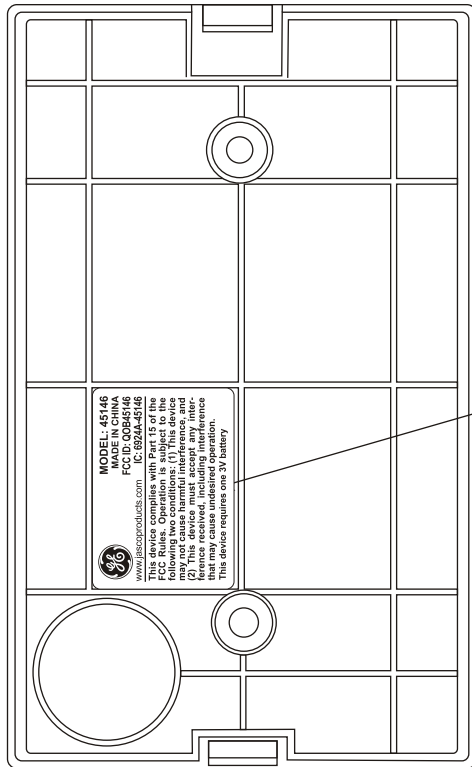 MODEL: 45146
MADE IN CHINA
FCC ID: QOB45146
www.jascoproducts.com IC: 6924A-45146
This device complies with Part 15 of the
FCC Rules. Operation is subject to the
following two conditions: (1) This device
may not cause harmful interference, and
(2) This device must accept any inter-
ference received, including interference
that may cause undesired operation.
This device requires one 3V battery